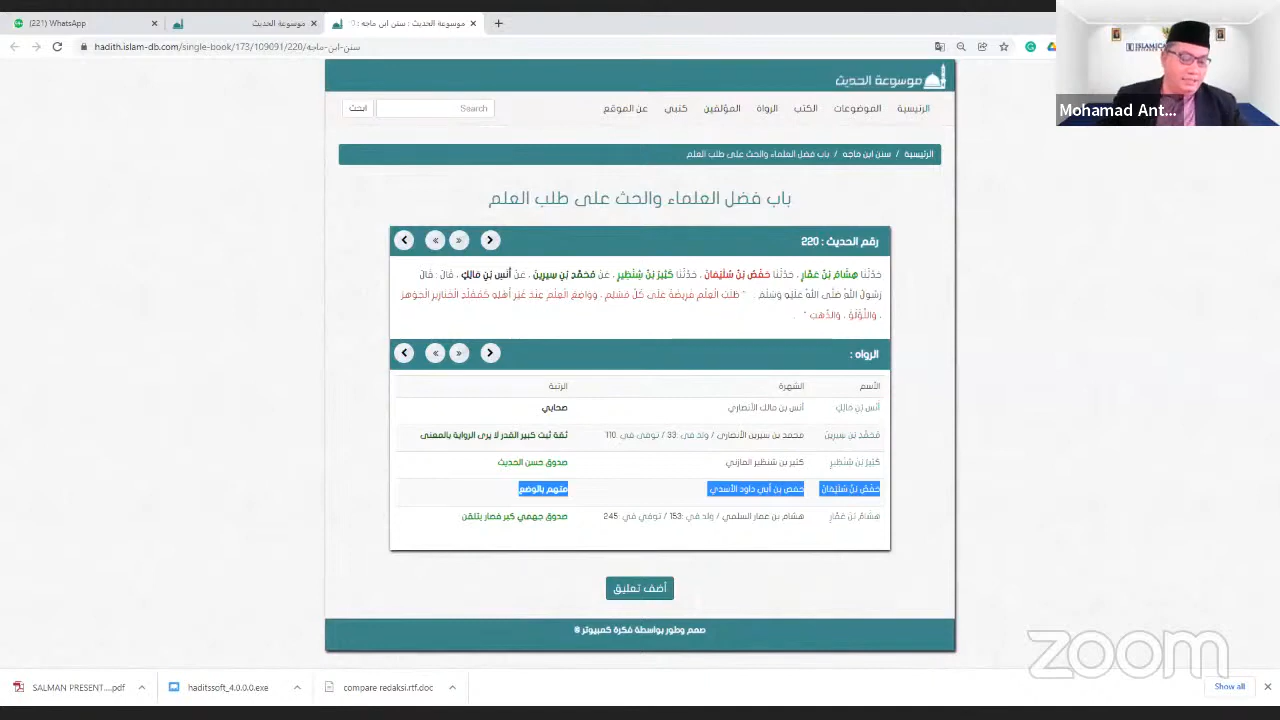 (221) WhatsApp
موسوعة الحديث
موسوعة الحديث : سنن ابن ماجه :
hadith.islam-db.com/single-book/173/109091/220/سنن-ابن-ماجه
موسوعة الحديث
الرئيسية
الموضوعات
الكتب
الرواة
المؤلفين
كتبي
عن الموقع
Search
ابحث
الرئيسية / سنن ابن ماجه / باب فضل العلماء والحث على طلب العلم
باب فضل العلماء والحث على طلب العلم
رقم الحديث : 220
حَدَّثَنَا هِشَامُ بْنُ عَمَّارٍ ، حَدَّثَنَا حَفْصُ بْنُ سُلَيْمَانَ ، حَدَّثَنَا كَثِيرُ بْنُ شِنْظِيرٍ ، عَنْ مُحَمَّدِ بْنِ سِيرِينَ ، عَنْ أَنَسِ بْنِ مَالِكٍ ، قَالَ : قَالَ
رَسُولُ اللَّهِ صَلَّى اللَّهُ عَلَيْهِ وَسَلَّمَ : " طَلَبُ الْعِلْمِ فَرِيضَةٌ عَلَى كُلِّ مُسْلِمٍ ، وَوَاضِعُ الْعِلْمِ عِنْدَ غَيْرِ أَهْلِهِ كَمُقَلِّدِ الْخَنَازِيرِ الْجَوْهَرَ
، وَاللُّؤْلُؤَ ، وَالذَّهَبَ " .
الرواه :
الأسم الشهرة الرتبة
أَنَسِ بْنِ مَالِكٍ أنس بن مالك الأنصاري صحابي
مُحَمَّدِ بْنِ سِيرِينَ محمد بن سيرين الأنصاري / ولد في :33 / توفي في :110 ثقة ثبت كبير القدر لا يرى الرواية بالمعنى
كَثِيرُ بْنُ شِنْظِيرٍ كثير بن شنظير المازني صدوق حسن الحديث
حَفْصُ بْنُ سُلَيْمَانَ حفص بن أبي داود الأسدي متهم بالوضع
هِشَامُ بْنُ عَمَّارٍ هشام بن عمار السلمي / ولد في :153 / توفي في :245 صدوق جهمي كبر فصار يتلقن
أضف تعليق
صمم وطور بواسطة فكرة كمبيوتر ©
Mohamad Ant...
zoom
SALMAN PRESENT....pdf
haditssoft_4.0.0.0.exe
compare redaksi.rtf.doc
Show all